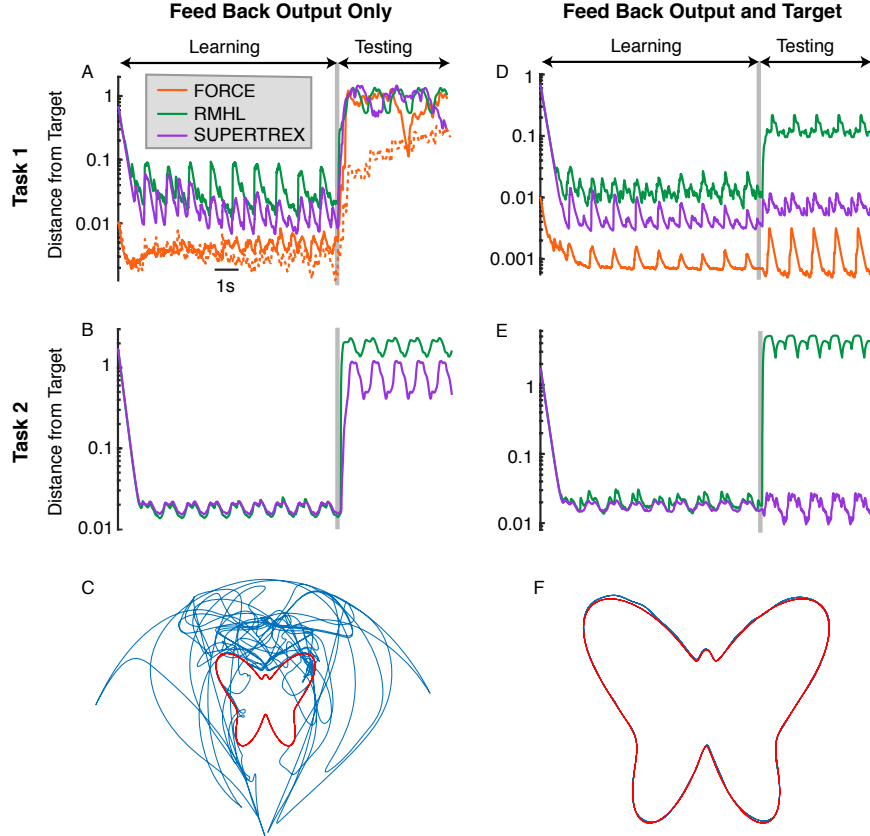 Feed Back Output Only
Feed Back Output and Target
Learning
Testing
Learning
Testing
A
FORCE
RMHL
SUPERTREX
1
0.1
0.01
Distance from Target
Task 1
1s
D
1
0.1
0.01
0.001
B
1
0.1
0.01
Distance from Target
Task 2
E
1
0.1
0.01
C
F